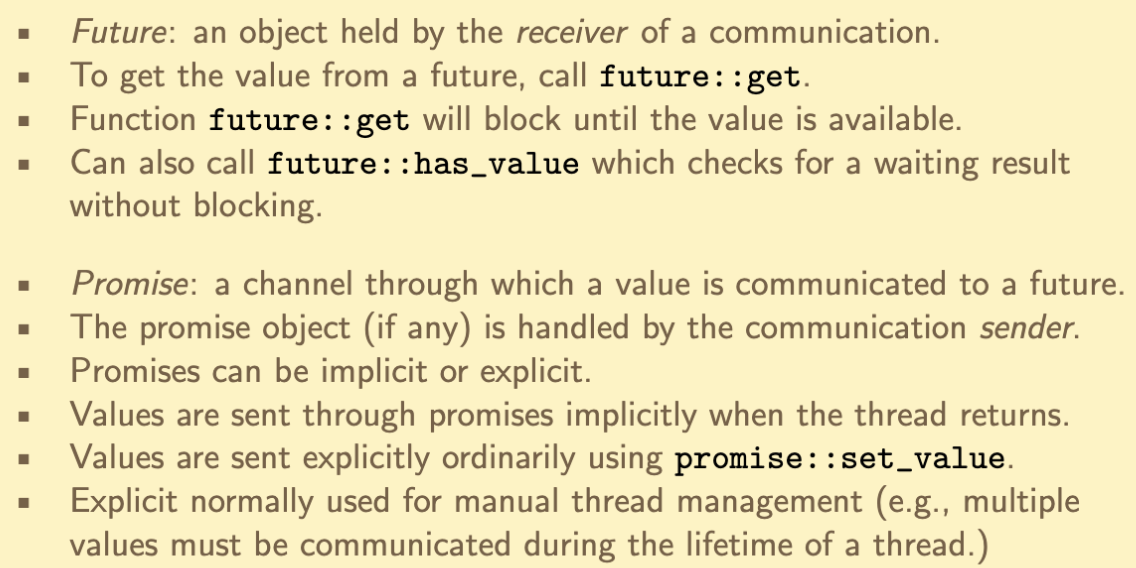 ▪ Future: an object held by the receiver of a communication.
▪ To get the value from a future, call future::get.
▪ Function future::get will block until the value is available.
▪ Can also call future::has_value which checks for a waiting result
without blocking.
▪ Promise: a channel through which a value is communicated to a future.
▪ The promise object (if any) is handled by the communication sender.
▪ Promises can be implicit or explicit.
▪ Values are sent through promises implicitly when the thread returns.
▪ Values are sent explicitly ordinarily using promise::set_value.
▪ Explicit normally used for manual thread management (e.g., multiple
values must be communicated during the lifetime of a thread.)